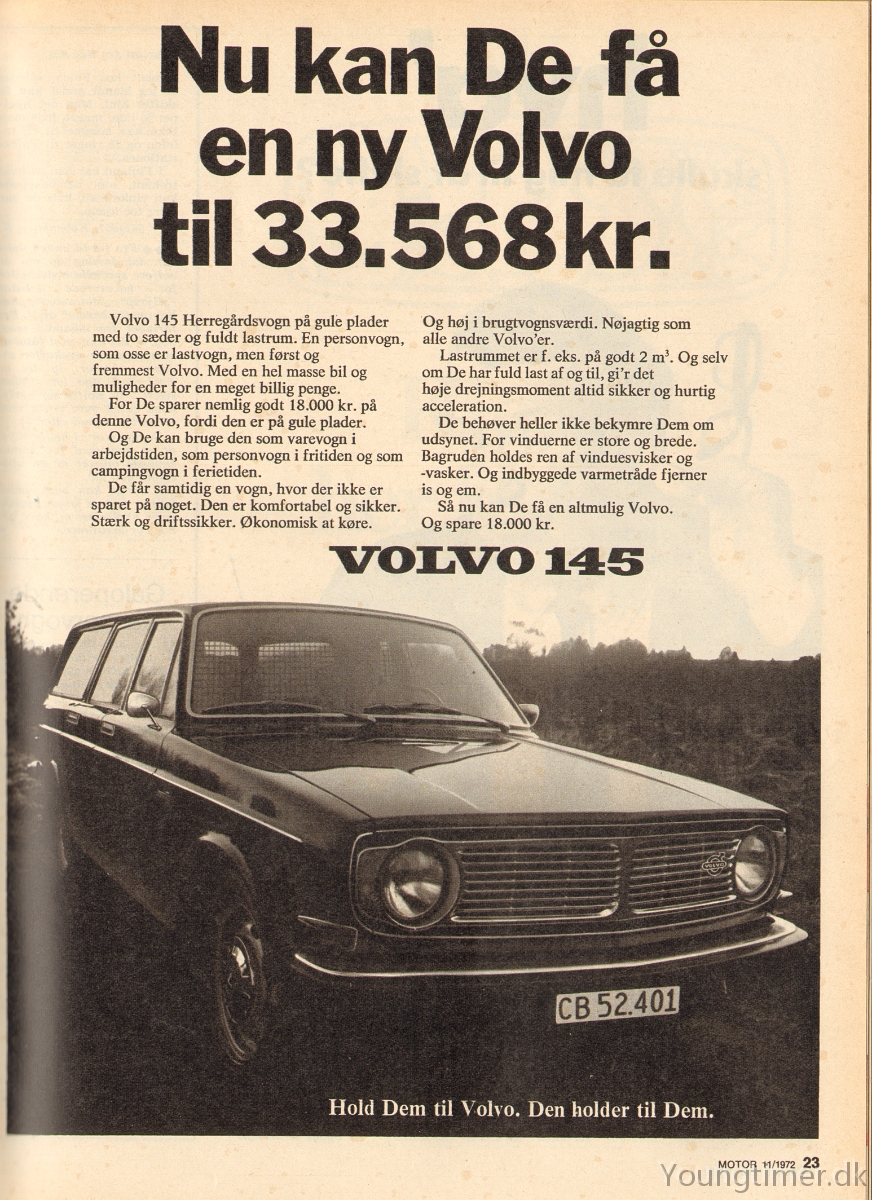 Nu kan De få
en ny Volvo
til 33.568 kr.
Volvo 145 Herregårdsvogn på gule plader
med to sæder og fuldt lastrum. En personvogn,
som osse er lastvogn, men først og
fremmest Volvo. Med en hel masse bil og
muligheder for en meget billig penge.
For De sparer nemlig godt 18.000 kr. på
denne Volvo, fordi den er på gule plader.
Og De kan bruge den som varevogn i
arbejdstiden, som personvogn i fritiden og som
campingvogn i ferietiden.
De får samtidig en vogn, hvor der ikke er
sparet på noget. Den er komfortabel og sikker.
Stærk og driftssikker. Økonomisk at køre.
Og høj i brugtvognsværdi. Nøjagtig som
alle andre Volvo'er.
Lastrummet er f. eks. på godt 2 m³. Og selv
om De har fuld last af og til, gi'r det
høje drejningsmoment altid sikker og hurtig
acceleration.
De behøver heller ikke bekymre Dem om
udsynet. For vinduerne er store og brede.
Bagruden holdes ren af vinduesvisker og
-vasker. Og indbyggede varmetråde fjerner
is og em.
Så nu kan De få en altmulig Volvo.
Og spare 18.000 kr.
VOLVO 145
VOLVO
CB 52.401
Hold Dem til Volvo. Den holder til Dem.
MOTOR 11/1972 23
Youngtimer.dk